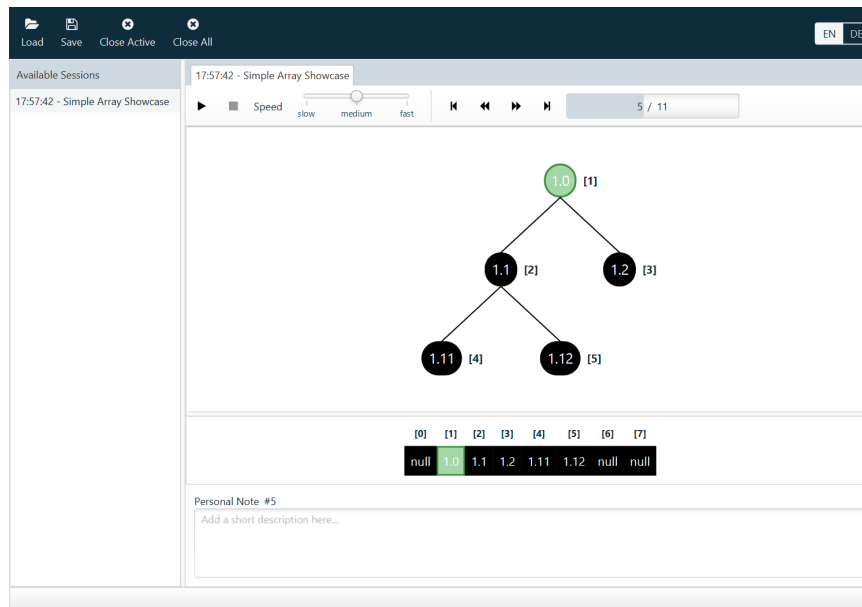 Load Save Close Active Close All
EN DE
Available Sessions
17:57:42 - Simple Array Showcase
17:57:42 - Simple Array Showcase
Speed slow medium fast 5 / 11
1.0 [1]
1.1 [2] 1.2 [3]
1.11 [4] 1.12 [5]
[0] [1] [2] [3] [4] [5] [6] [7]
null 1.0 1.1 1.2 1.11 1.12 null null
Personal Note #5
Add a short description here...